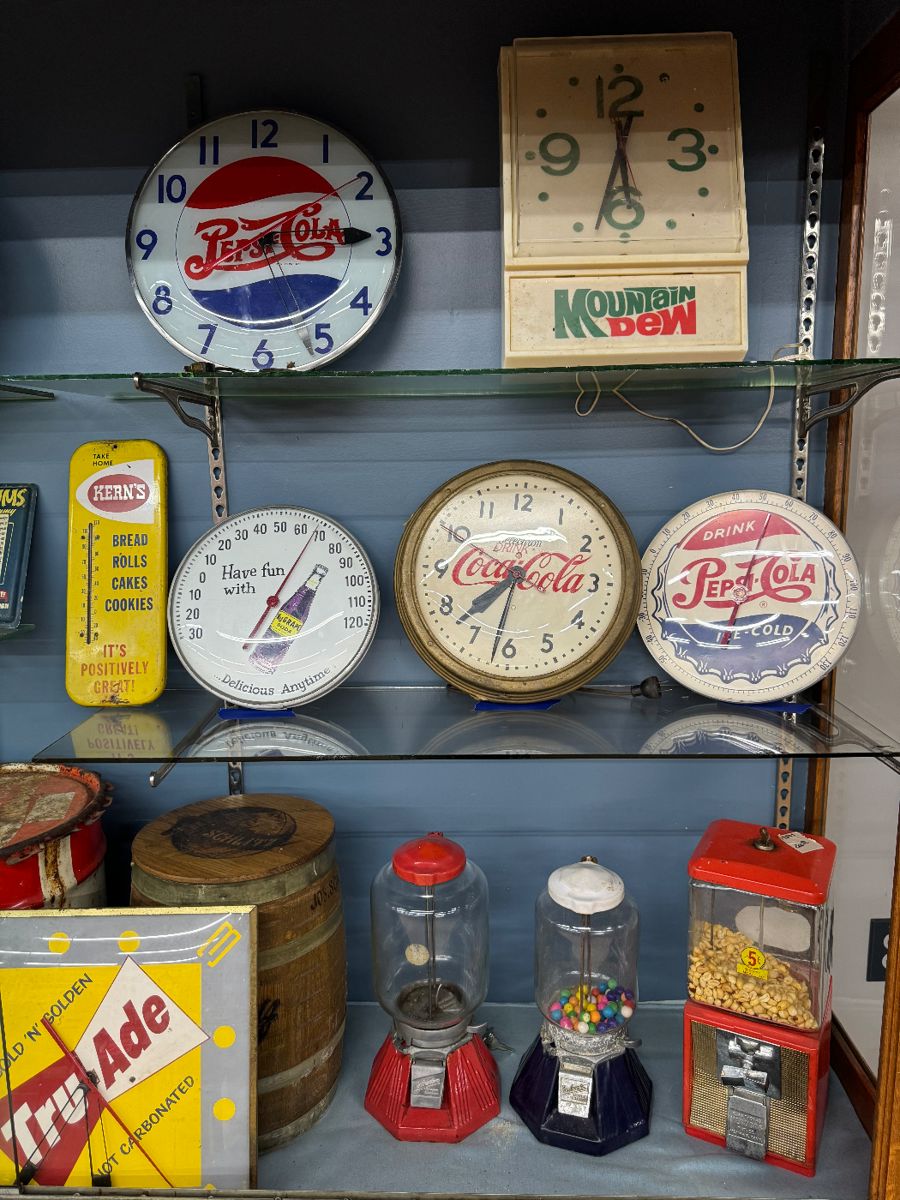 12
11
1
10
2
9
3
8
4
7
5
6
PEPSI-COLA
12
9
3
6
MOUNTAIN
DEW
TAKE
HOME
KERN'S
BREAD
ROLLS
CAKES
COOKIES
IT'S
POSITIVELY
GREAT!
30
20
10
0
10
20
30
40
50
60
70
80
90
100
110
120
Have fun
with
...Delicious Anytime
12
11
1
10
2
9
3
8
4
7
5
6
DRINK
Coca-Cola
DRINK
PEPSI-COLA
ICE-COLD
3
'N' GOLDEN
Tru Ade
NOT CARBONATED
5¢